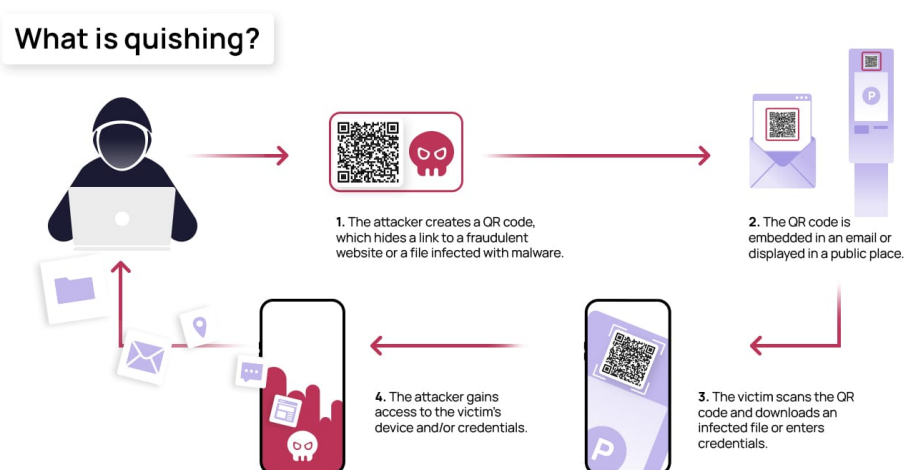 What is quishing?
1. The attacker creates a QR code,
which hides a link to a fraudulent
website or a file infected with malware.
2. The QR code is
embedded in an email or
displayed in a public place.
P
3. The victim scans the QR
code and downloads an
infected file or enters
credentials.
P
4. The attacker gains
access to the victim's
device and/or credentials.